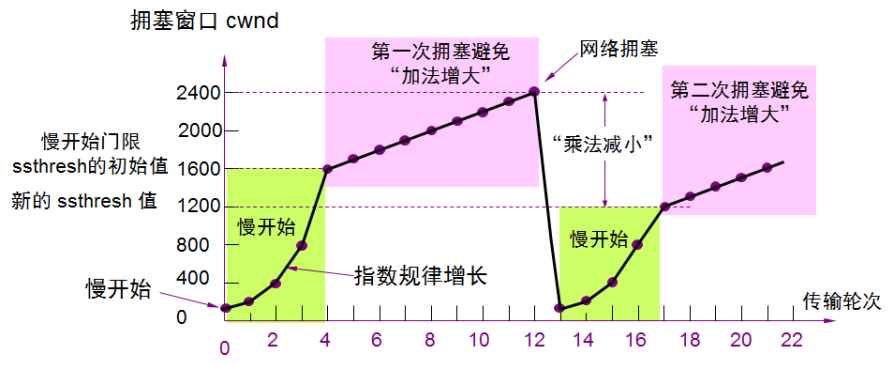 拥塞窗口 cwnd
第一次拥塞避免
“加法增大”
网络拥塞
第二次拥塞避免
“加法增大”
2400
2000
慢开始门限
ssthresh的初始值
1600
“乘法减小”
新的 ssthresh 值
1200
慢开始
慢开始
800
指数规律增长
400
慢开始
0
传输轮次
0 2 4 6 8 10 12 14 16 18 20 22